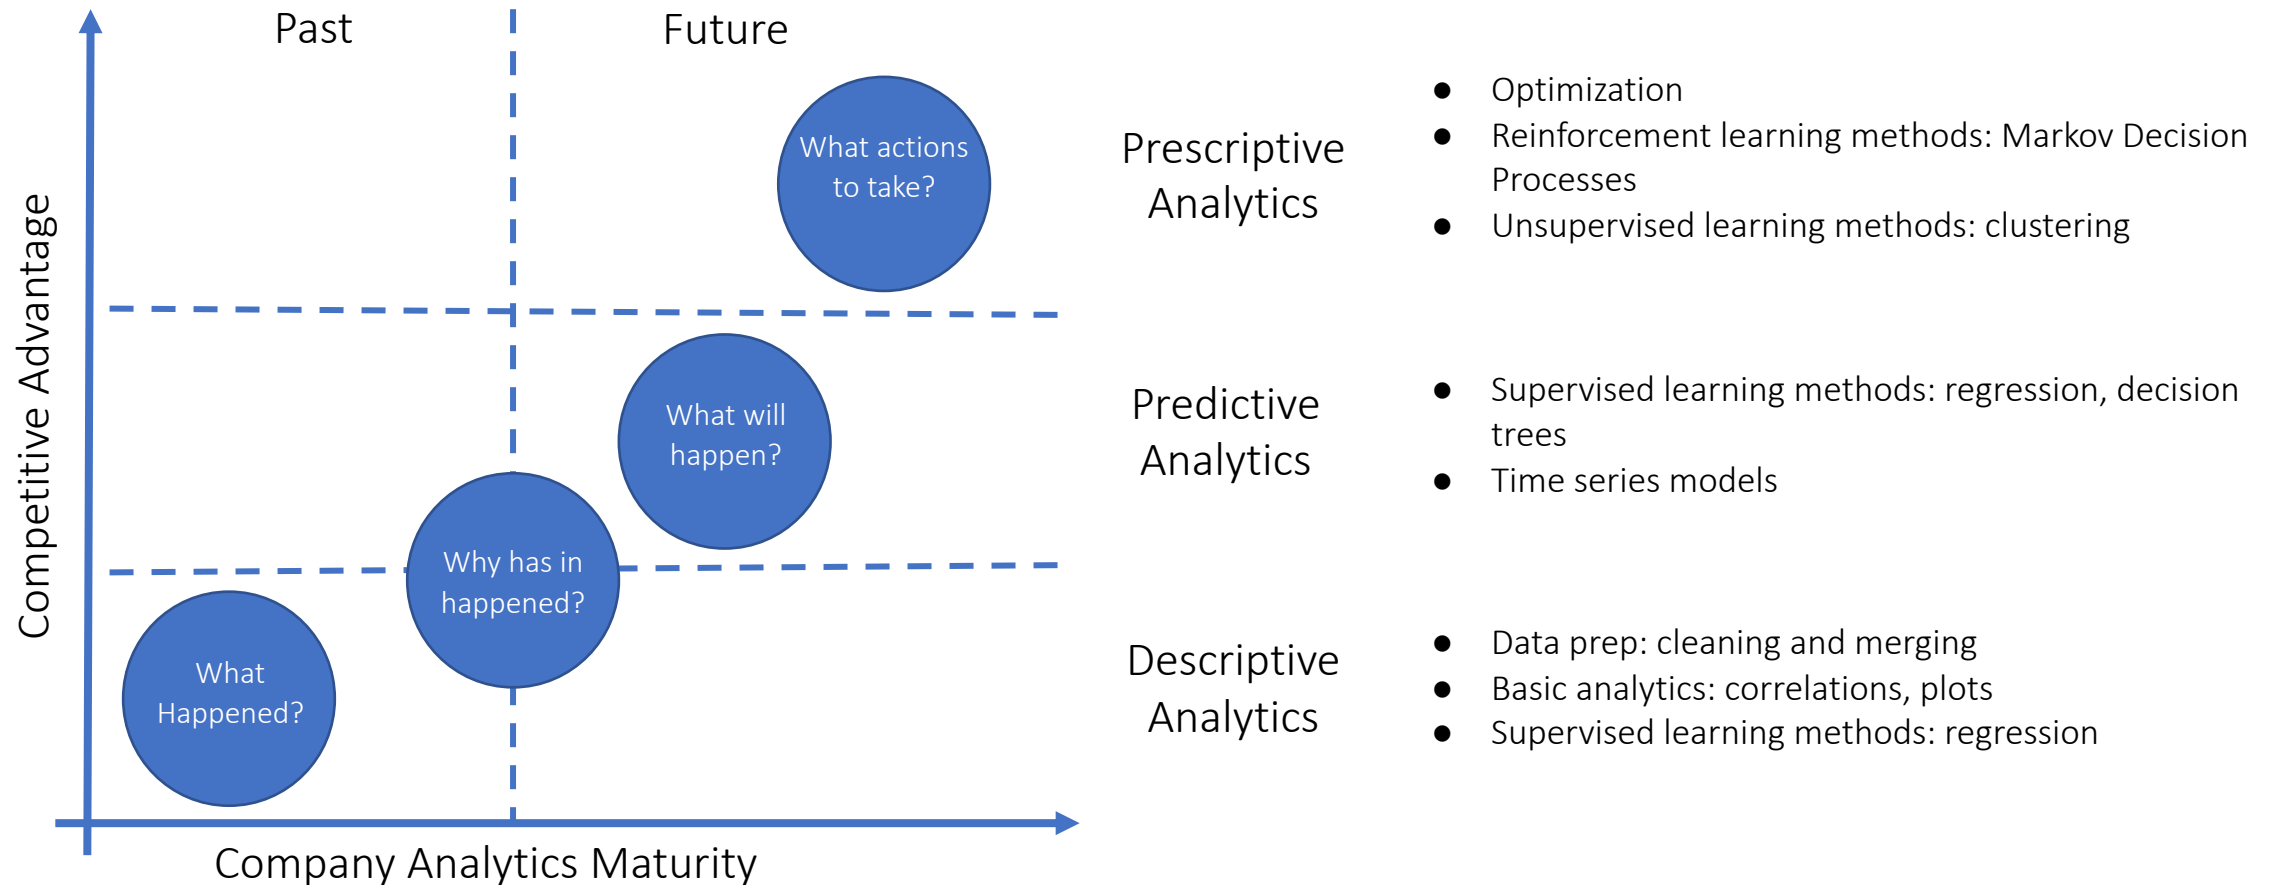 Past
Future
Competitive Advantage
What actions
to take?
What will
happen?
Why has in
happened?
What
Happened?
Company Analytics Maturity
Prescriptive
Analytics
● Optimization
● Reinforcement learning methods: Markov Decision
Processes
● Unsupervised learning methods: clustering
Predictive
Analytics
● Supervised learning methods: regression, decision
trees
● Time series models
Descriptive
Analytics
● Data prep: cleaning and merging
● Basic analytics: correlations, plots
● Supervised learning methods: regression